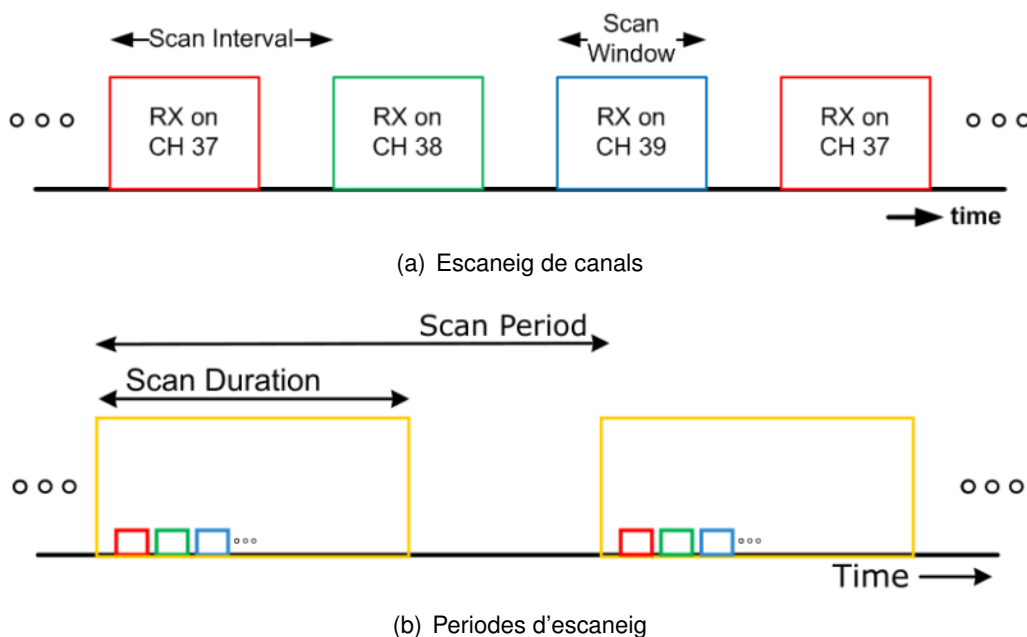 Scan Interval
Scan
Window
RX on
CH 37
RX on
CH 38
RX on
CH 39
RX on
CH 37
time
(a) Escaneig de canals
Scan Period
Scan Duration
Time
(b) Periodes d'escaneig